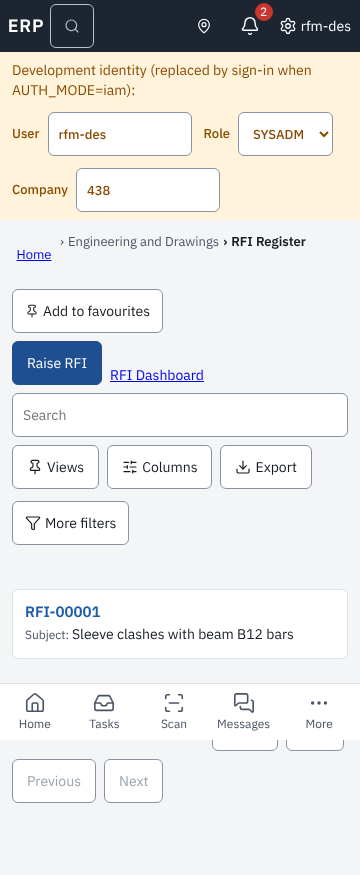 ERP
2
rfm-des
Development identity (replaced by sign-in when
AUTH_MODE=iam):
User rfm-des Role SYSADM
Company 438
Home › Engineering and Drawings › RFI Register
Add to favourites
Raise RFI RFI Dashboard
Search
Views Columns Export
More filters
RFI-00001
Subject: Sleeve clashes with beam B12 bars
Home Tasks Scan Messages More
Previous Next